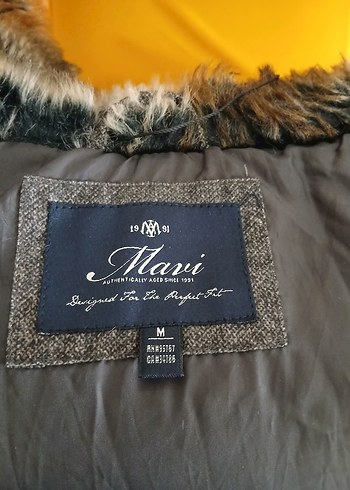 19 91
Mavi
AUTHENTICALLY AGED SINCE 1991
Designed For The Perfect Fit
M